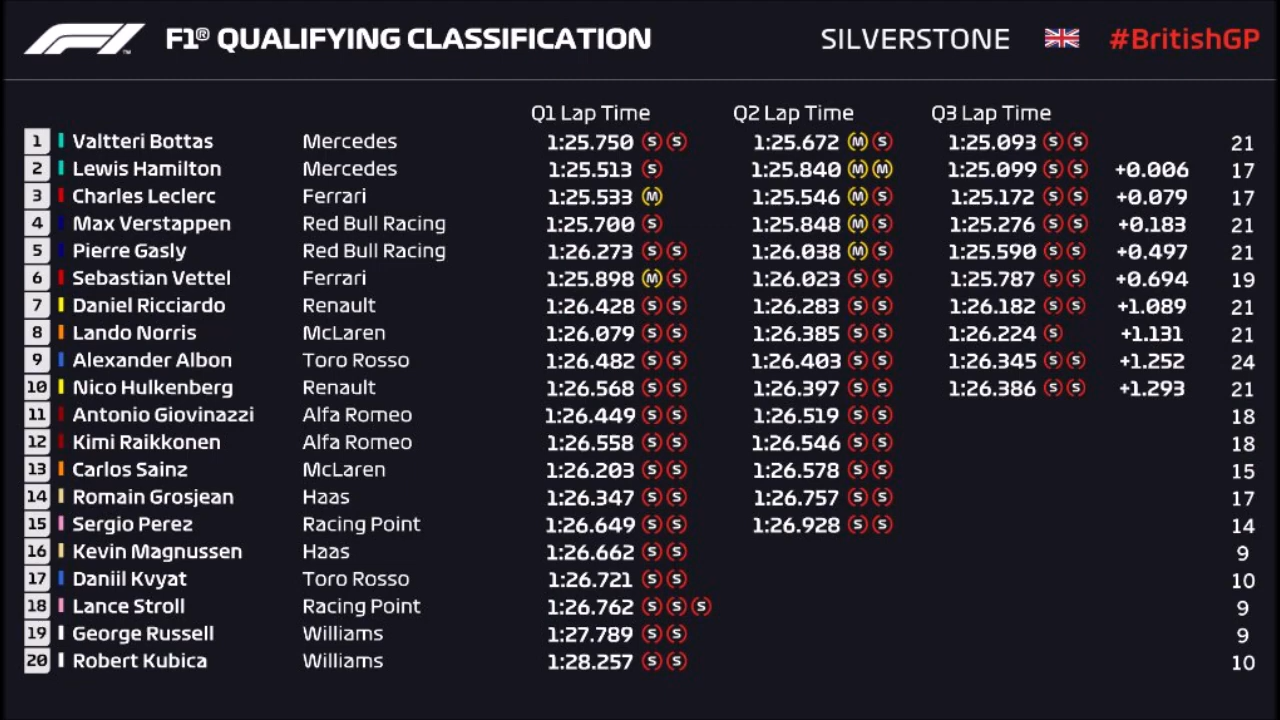 F1® QUALIFYING CLASSIFICATION SILVERSTONE #BritishGP
Q1 Lap Time Q2 Lap Time Q3 Lap Time
1 Valtteri Bottas Mercedes 1:25.750 S S 1:25.672 M S 1:25.093 S S 21
2 Lewis Hamilton Mercedes 1:25.513 S 1:25.840 M M 1:25.099 S S +0.006 17
3 Charles Leclerc Ferrari 1:25.533 M 1:25.546 M S 1:25.172 S S +0.079 17
4 Max Verstappen Red Bull Racing 1:25.700 S 1:25.848 M S 1:25.276 S S +0.183 21
5 Pierre Gasly Red Bull Racing 1:26.273 S S 1:26.038 M S 1:25.590 S S +0.497 21
6 Sebastian Vettel Ferrari 1:25.898 M S 1:26.023 S S 1:25.787 S S +0.694 19
7 Daniel Ricciardo Renault 1:26.428 S S 1:26.283 S S 1:26.182 S S +1.089 21
8 Lando Norris McLaren 1:26.079 S S 1:26.385 S S 1:26.224 S +1.131 21
9 Alexander Albon Toro Rosso 1:26.482 S S 1:26.403 S S 1:26.345 S S +1.252 24
10 Nico Hulkenberg Renault 1:26.568 S S 1:26.397 S S 1:26.386 S S +1.293 21
11 Antonio Giovinazzi Alfa Romeo 1:26.449 S S 1:26.519 S S 18
12 Kimi Raikkonen Alfa Romeo 1:26.558 S S 1:26.546 S S 18
13 Carlos Sainz McLaren 1:26.203 S S 1:26.578 S S 15
14 Romain Grosjean Haas 1:26.347 S S 1:26.757 S S 17
15 Sergio Perez Racing Point 1:26.649 S S 1:26.928 S S 14
16 Kevin Magnussen Haas 1:26.662 S S 9
17 Daniil Kvyat Toro Rosso 1:26.721 S S 10
18 Lance Stroll Racing Point 1:26.762 S S S 9
19 George Russell Williams 1:27.789 S S 9
20 Robert Kubica Williams 1:28.257 S S 10